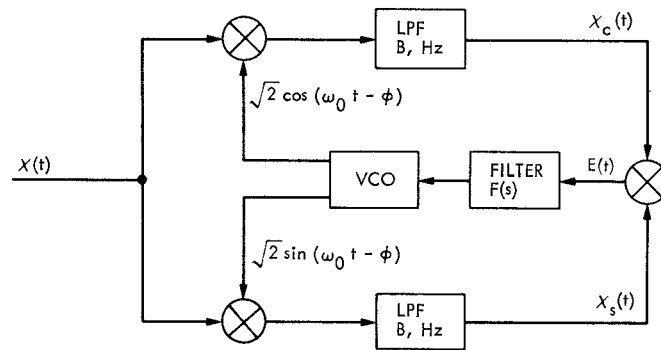 LPF
B, Hz
X_c(t)
√2 cos (ω_0 t − ϕ)
X(t)
VCO
FILTER
F(s)
E(t)
√2 sin (ω_0 t − ϕ)
LPF
B, Hz
X_s(t)